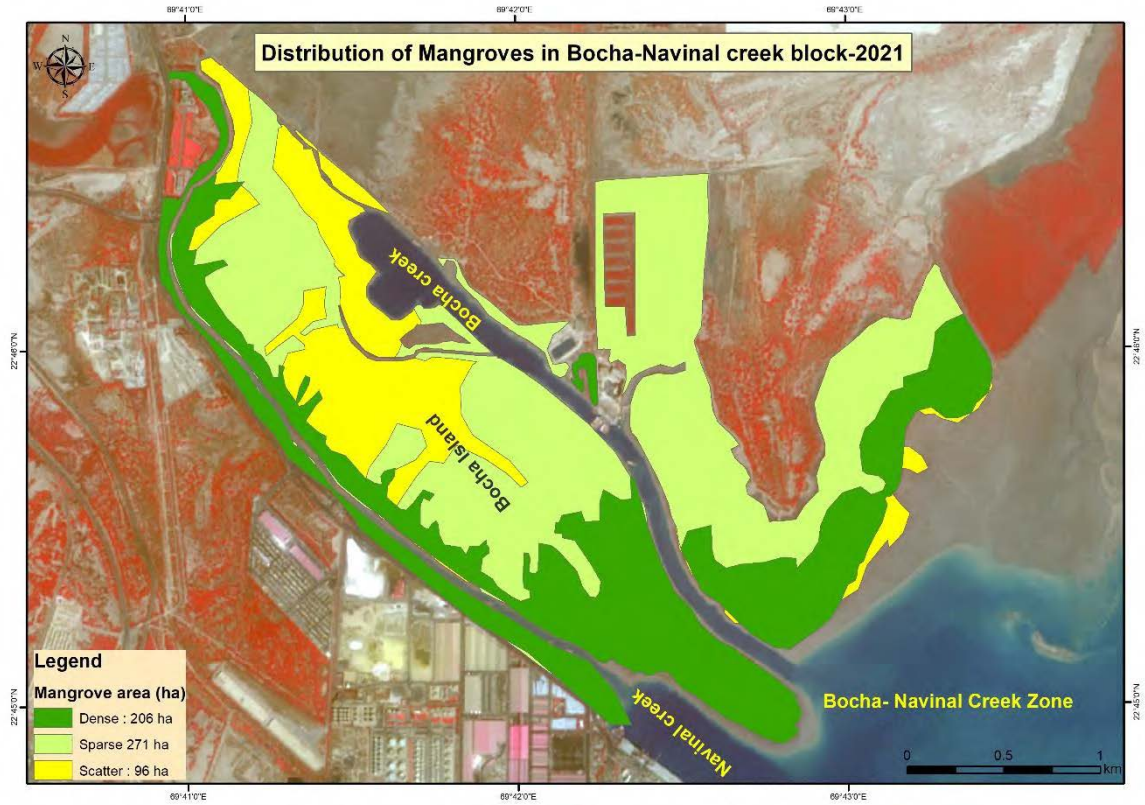 69°41'0"E 69°42'0"E 69°43'0"E
Distribution of Mangroves in Bocha-Navinal creek block-2021
N
W E
S
Bocha creek
22°46'0"N 22°46'0"N
Bocha Island
Legend
Mangrove area (ha)
Dense : 206 ha
Sparse 271 ha
Scatter : 96 ha
22°45'0"N 22°45'0"N
Navinal creek
Bocha- Navinal Creek Zone
0 0.5 1
km
69°41'0"E 69°42'0"E 69°43'0"E